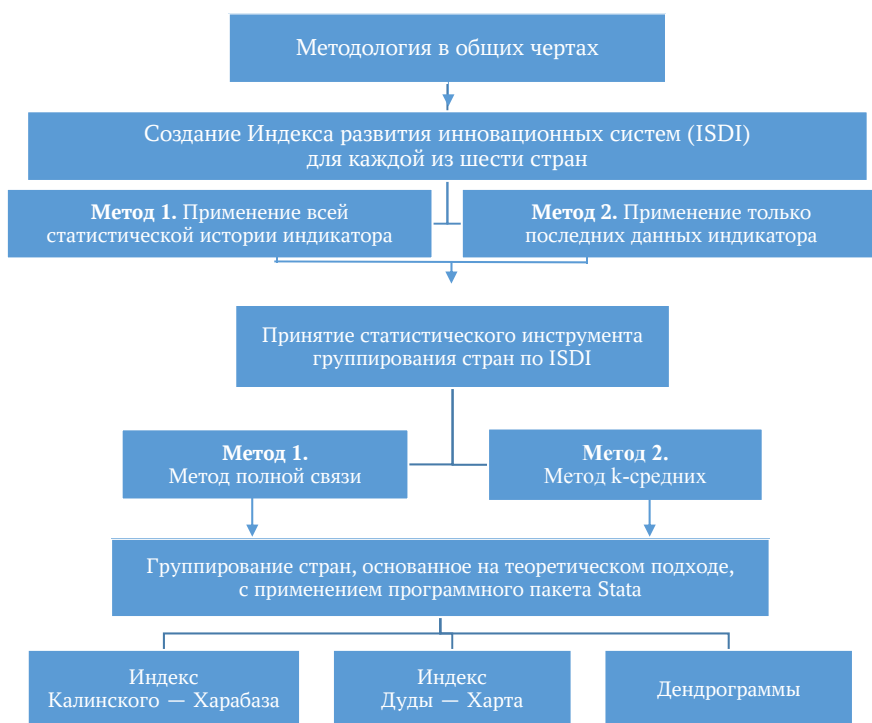 Методология в общих чертах
Создание Индекса развития инновационных систем (ISDI)
для каждой из шести стран
Метод 1. Применение всей
статистической истории индикатора
Метод 2. Применение только
последних данных индикатора
Принятие статистического инструмента
группирования стран по ISDI
Метод 1.
Метод полной связи
Метод 2.
Метод k-средних
Группирование стран, основанное на теоретическом подходе,
с применением программного пакета Stata
Индекс
Калинского — Харабаза
Индекс
Дуды — Харта
Дендрограммы